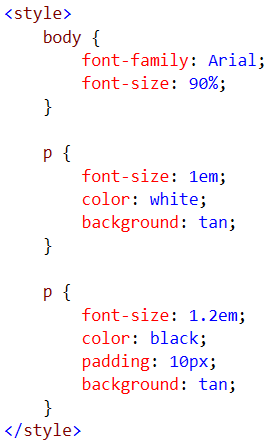 <style>
body {
font-family: Arial;
font-size: 90%;
}
p {
font-size: 1em;
color: white;
background: tan;
}
p {
font-size: 1.2em;
color: black;
padding: 10px;
background: tan;
}
</style>